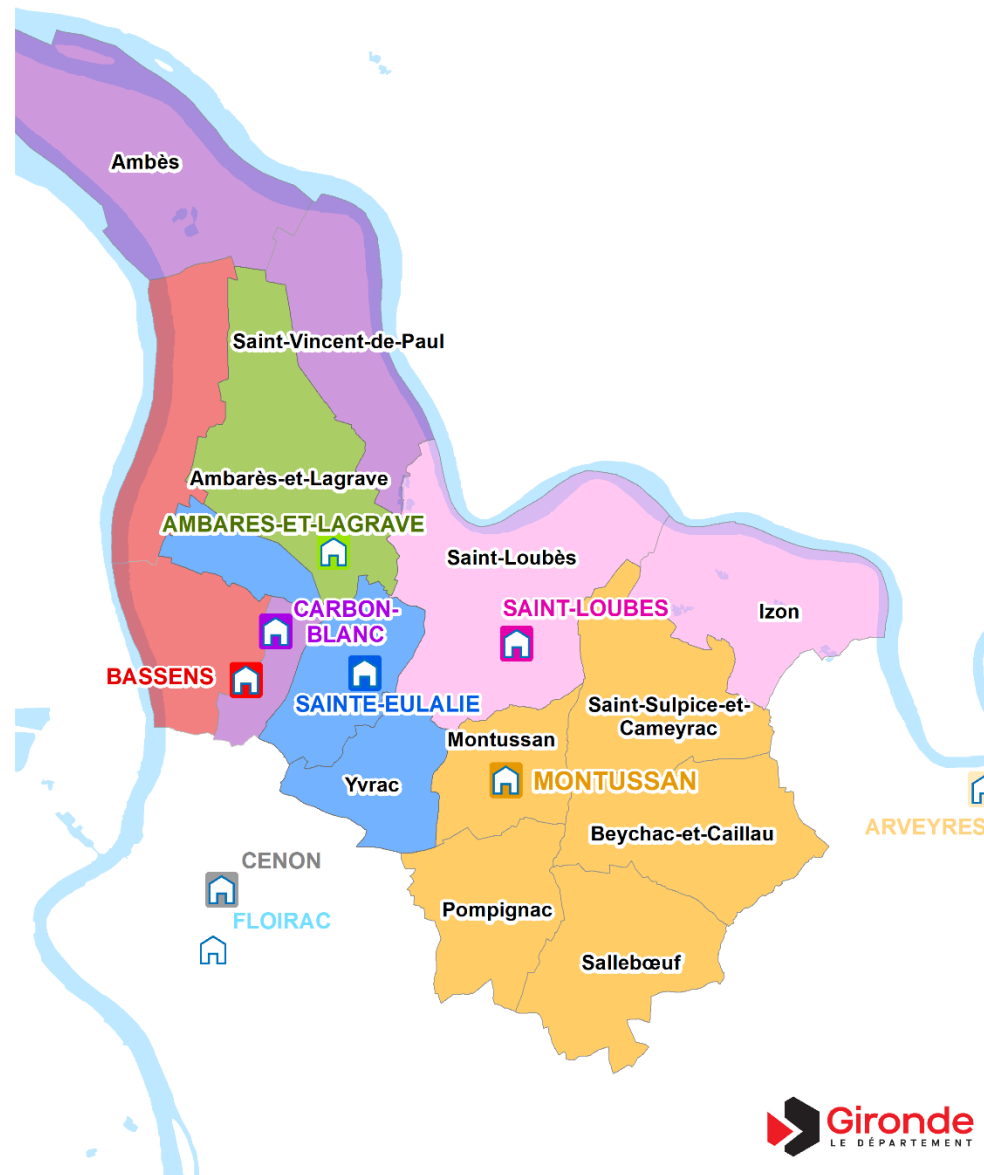 Ambès
Saint-Vincent-de-Paul
Ambarès-et-Lagrave
AMBARES-ET-LAGRAVE
Saint-Loubès
CARBON-
BLANC
SAINT-LOUBES
Izon
BASSENS
SAINTE-EULALIE
Saint-Sulpice-et-
Cameyrac
Montussan
Yvrac
MONTUSSAN
Beychac-et-Caillau
ARVEYRES
CENON
FLOIRAC
Pompignac
Sallebœuf
Gironde
LE DÉPARTEMENT